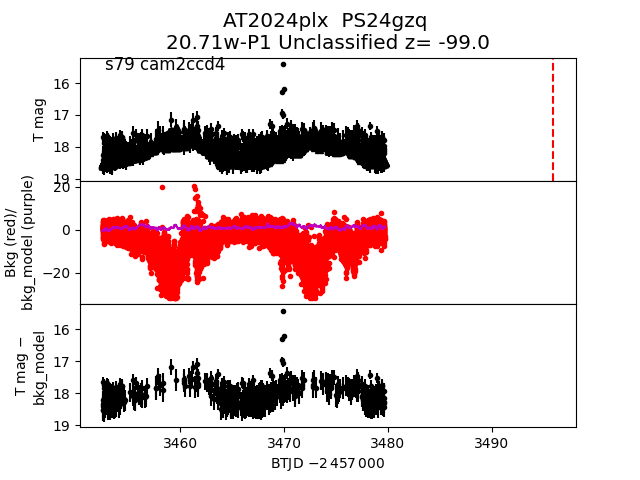 AT2024plx  PS24gzq
20.71w-P1 Unclassified z= -99.0
s79 cam2ccd4
16
17
18
19
T mag
20
0
−20
Bkg (red)/
bkg_model (purple)
16
17
18
19
T mag −
bkg_model
3460
3470
3480
3490
BTJD −2 457 000